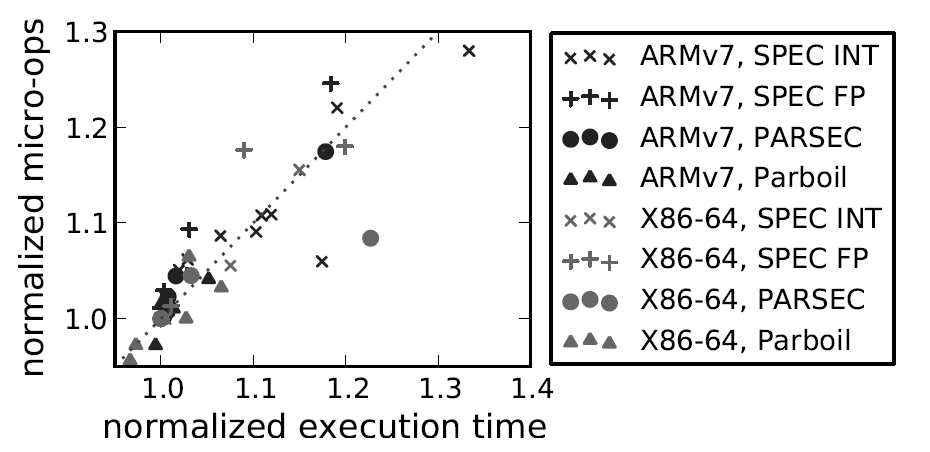 normalized micro-ops
1.3
1.2
1.1
1.0
1.0 1.1 1.2 1.3 1.4
normalized execution time
ARMv7, SPEC INT
ARMv7, SPEC FP
ARMv7, PARSEC
ARMv7, Parboil
X86-64, SPEC INT
X86-64, SPEC FP
X86-64, PARSEC
X86-64, Parboil